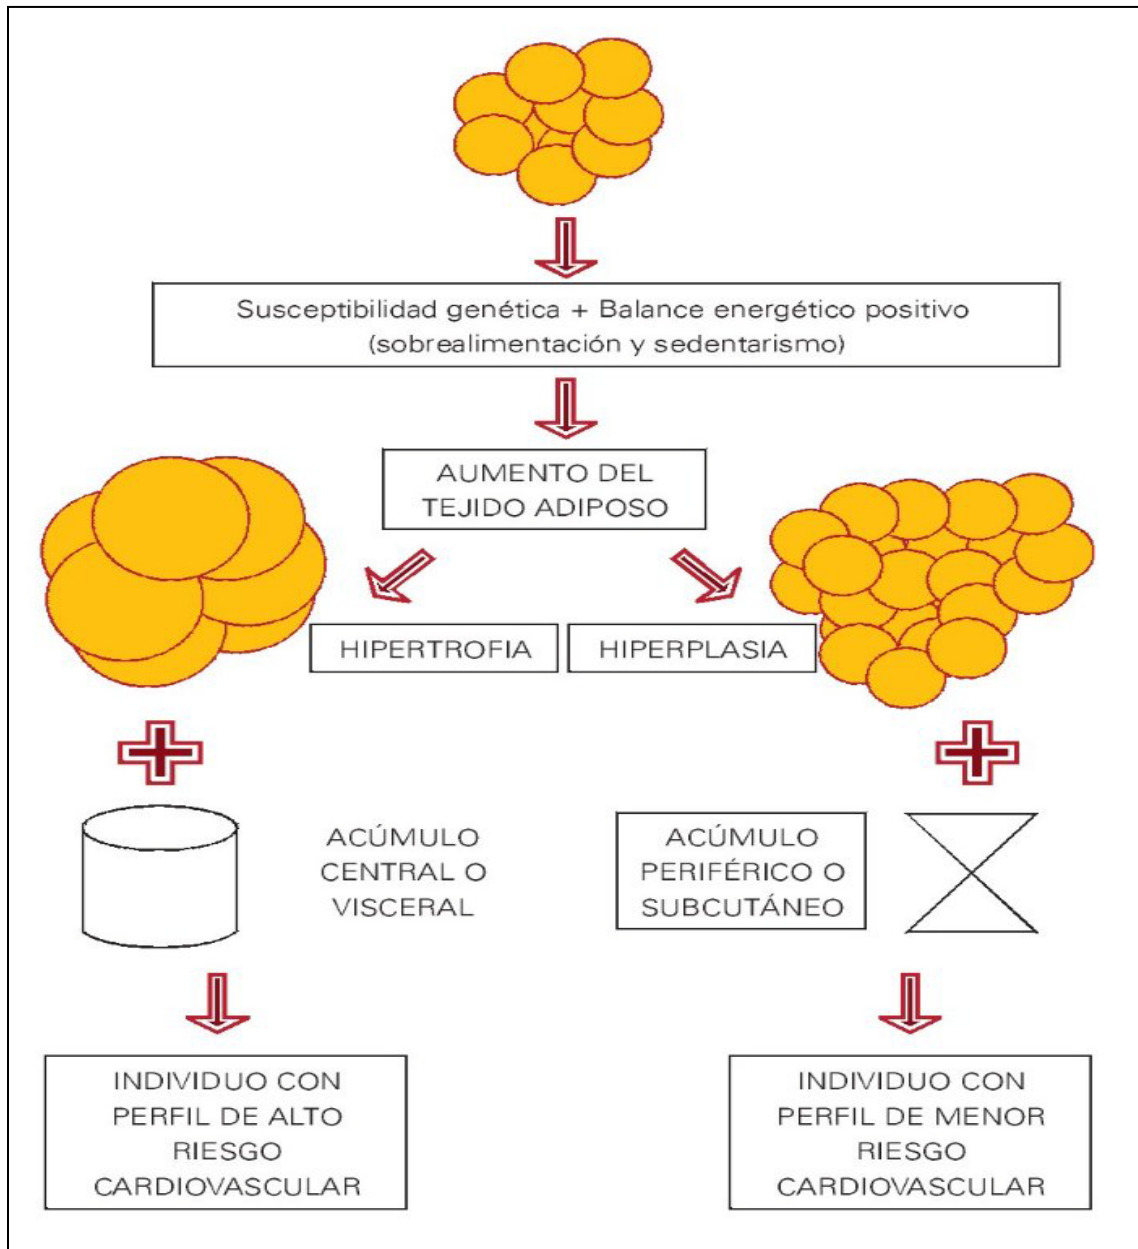 Susceptibilidad genética + Balance energético positivo
(sobrealimentación y sedentarismo)
AUMENTO DEL
TEJIDO ADIPOSO
HIPERTROFIA
HIPERPLASIA
ACÚMULO
CENTRAL O
VISCERAL
ACÚMULO
PERIFÉRICO O
SUBCUTÁNEO
INDIVIDUO CON
PERFIL DE ALTO
RIESGO
CARDIOVASCULAR
INDIVIDUO CON
PERFIL DE MENOR
RIESGO
CARDIOVASCULAR